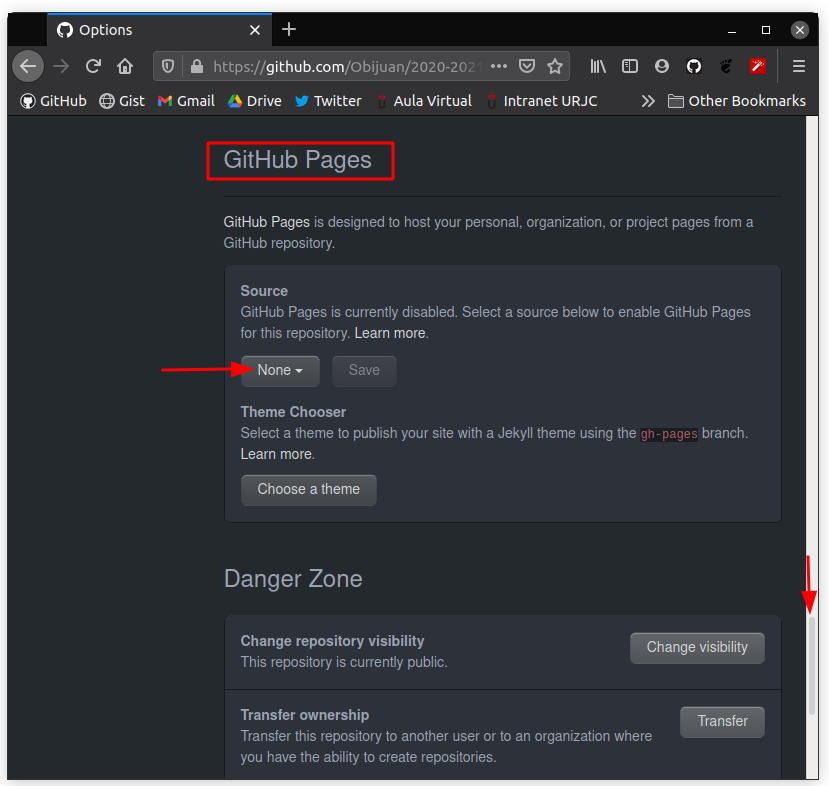 Options
https://github.com/Obijuan/2020-2021
GitHub Gist Gmail Drive Twitter Aula Virtual Intranet URJC Other Bookmarks
GitHub Pages
GitHub Pages is designed to host your personal, organization, or project pages from a
GitHub repository.
Source
GitHub Pages is currently disabled. Select a source below to enable GitHub Pages
for this repository. Learn more.
None Save
Theme Chooser
Select a theme to publish your site with a Jekyll theme using the gh-pages branch.
Learn more.
Choose a theme
Danger Zone
Change repository visibility
This repository is currently public.
Change visibility
Transfer ownership
Transfer this repository to another user or to an organization where
you have the ability to create repositories.
Transfer